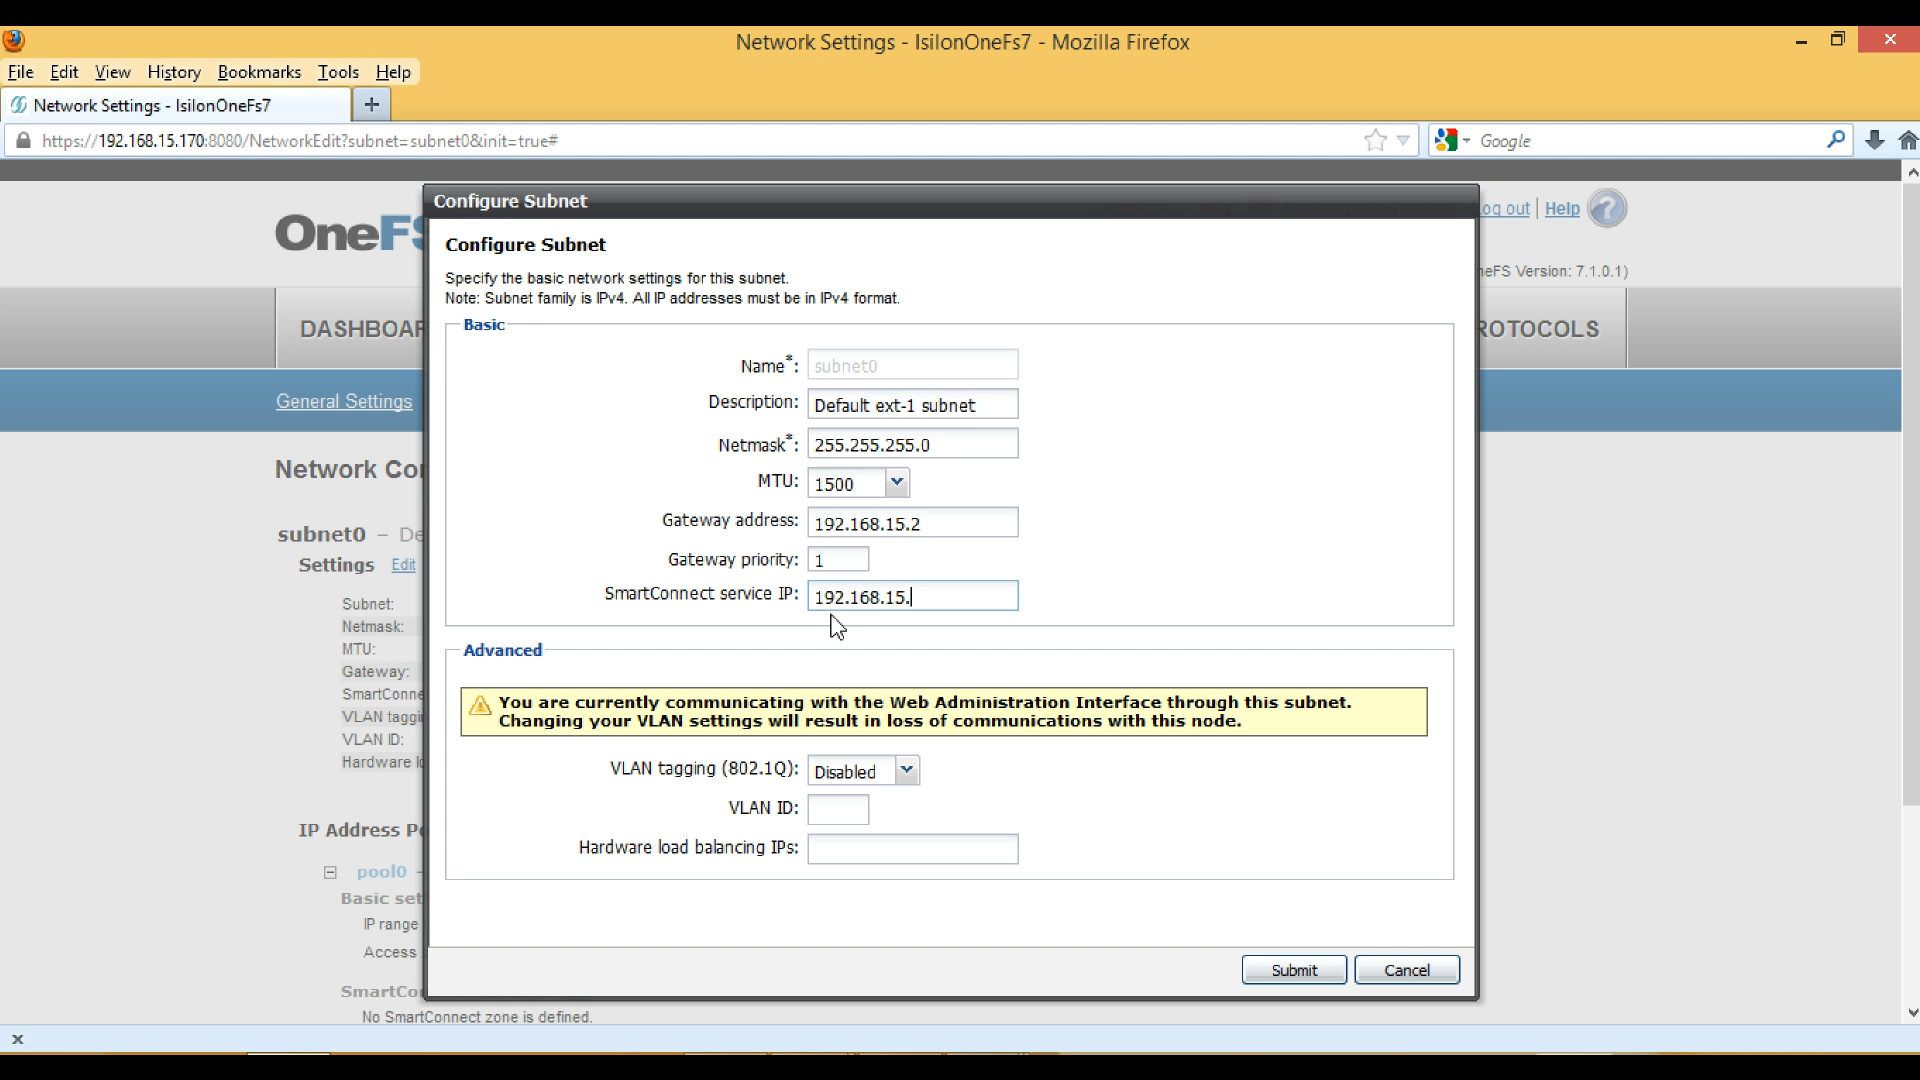 Network Settings - IsilonOneFs7 - Mozilla Firefox
File Edit View History Bookmarks Tools Help
Network Settings - IsilonOneFs7
https://192.168.15.170:8080/NetworkEdit?subnet=subnet0&init=true#
Google
Configure Subnet
OneFS
og out Help
Configure Subnet
Specify the basic network settings for this subnet.
eFS Version: 7.1.0.1)
Note: Subnet family is IPv4. All IP addresses must be in IPv4 format.
Basic
DASHBOAR
ROTOCOLS
Name*: subnet0
General Settings
Description: Default ext-1 subnet
Netmask*: 255.255.255.0
Network Con
MTU: 1500
Gateway address: 192.168.15.2
subnet0 – De
Gateway priority: 1
Settings Edit
SmartConnect service IP: 192.168.15.
Subnet:
Netmask:
MTU:
Advanced
Gateway:
SmartConne
You are currently communicating with the Web Administration Interface through this subnet.
Changing your VLAN settings will result in loss of communications with this node.
VLAN taggi
VLAN ID:
Hardware lo
VLAN tagging (802.1Q): Disabled
VLAN ID:
IP Address Po
Hardware load balancing IPs:
pool0 -
Basic set
IP range
Access
Submit Cancel
SmartCo
No SmartConnect zone is defined.